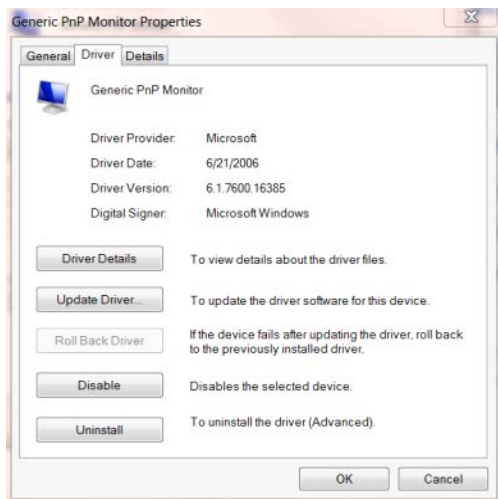 Generic PnP Monitor Properties
General Driver Details
Generic PnP Monitor
Driver Provider: Microsoft
Driver Date: 6/21/2006
Driver Version: 6.1.7600.16385
Digital Signer: Microsoft Windows
Driver Details To view details about the driver files.
Update Driver... To update the driver software for this device.
Roll Back Driver If the device fails after updating the driver, roll back
to the previously installed driver.
Disable Disables the selected device.
Uninstall To uninstall the driver (Advanced).
OK Cancel